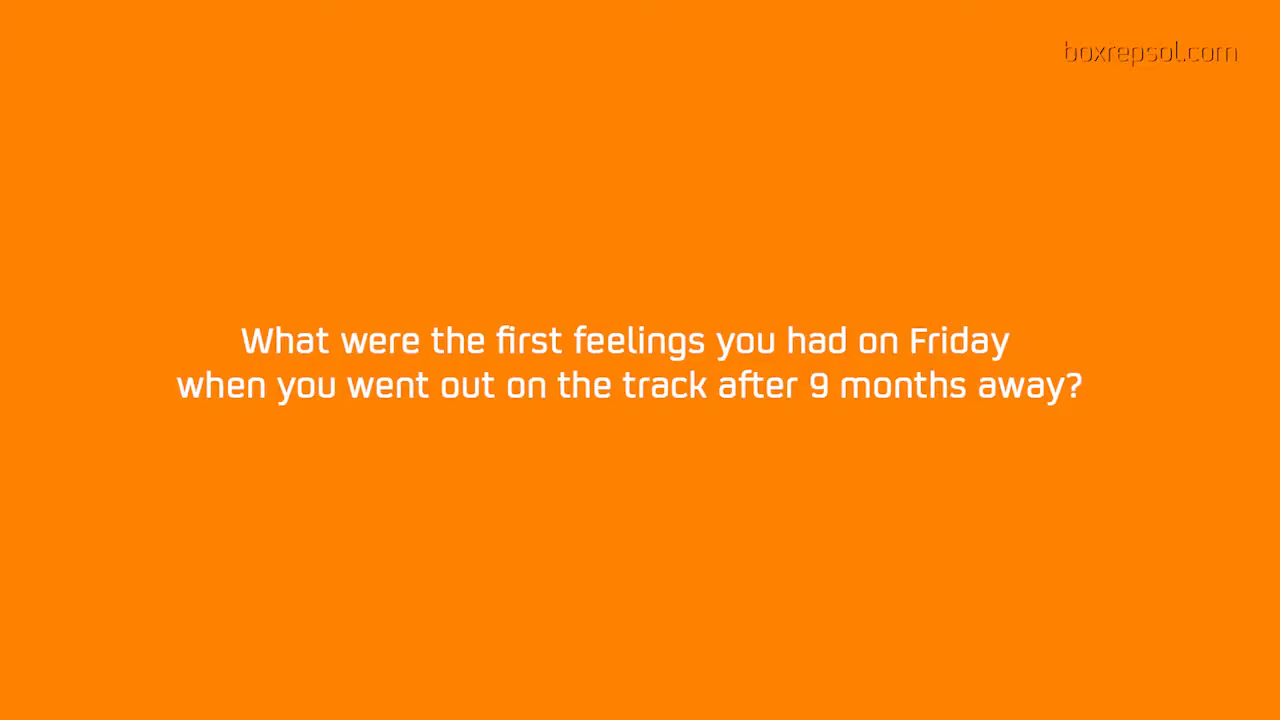 boxrepsol.com
What were the first feelings you had on Friday
when you went out on the track after 9 months away?